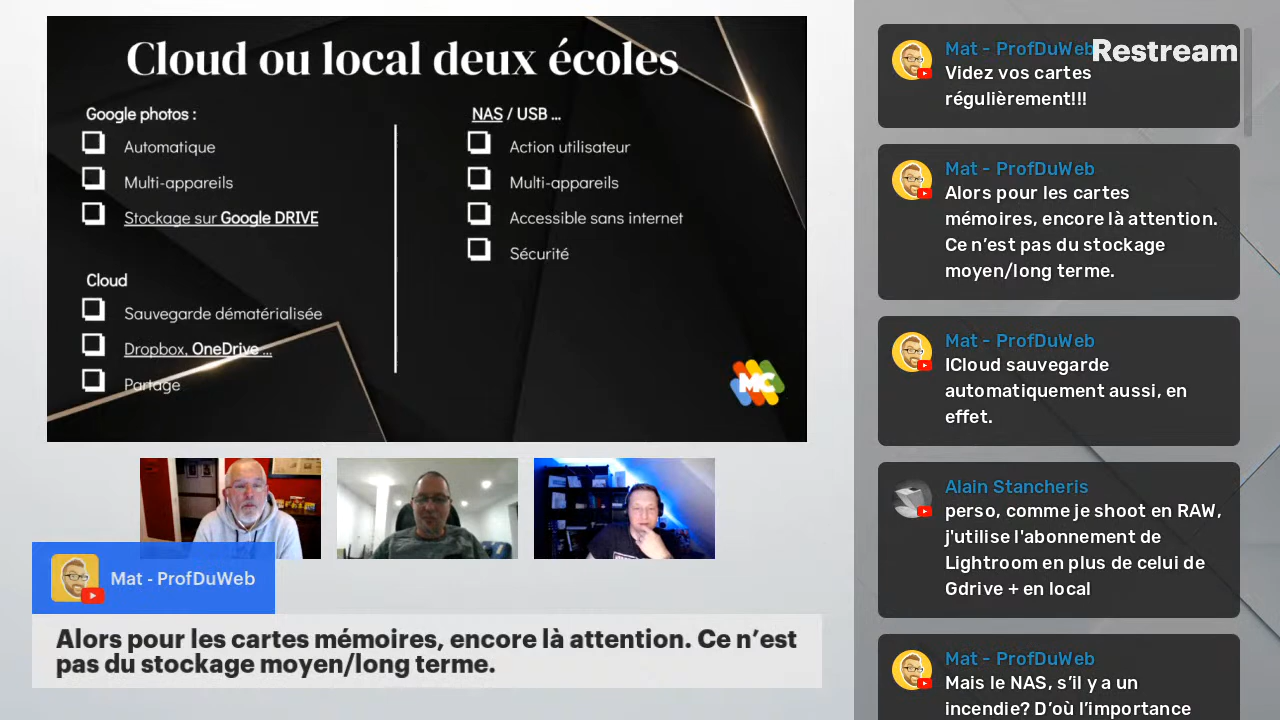 Cloud ou local deux écoles
Google photos :
Automatique
Multi-appareils
Stockage sur Google DRIVE
Cloud
Sauvegarde dématérialisée
Dropbox, OneDrive ...
Partage
NAS / USB ...
Action utilisateur
Multi-appareils
Accessible sans internet
Sécurité
MC
Mat - ProfDuWeb
Alors pour les cartes mémoires, encore là attention. Ce n’est
pas du stockage moyen/long terme.
Restream
Mat - ProfDuWeb
Videz vos cartes
régulièrement!!!
Mat - ProfDuWeb
Alors pour les cartes
mémoires, encore là attention.
Ce n’est pas du stockage
moyen/long terme.
Mat - ProfDuWeb
ICloud sauvegarde
automatiquement aussi, en
effet.
Alain Stancheris
perso, comme je shoot en RAW,
j'utilise l'abonnement de
Lightroom en plus de celui de
Gdrive + en local
Mat - ProfDuWeb
Mais le NAS, s’il y a un
incendie? D’où l’importance